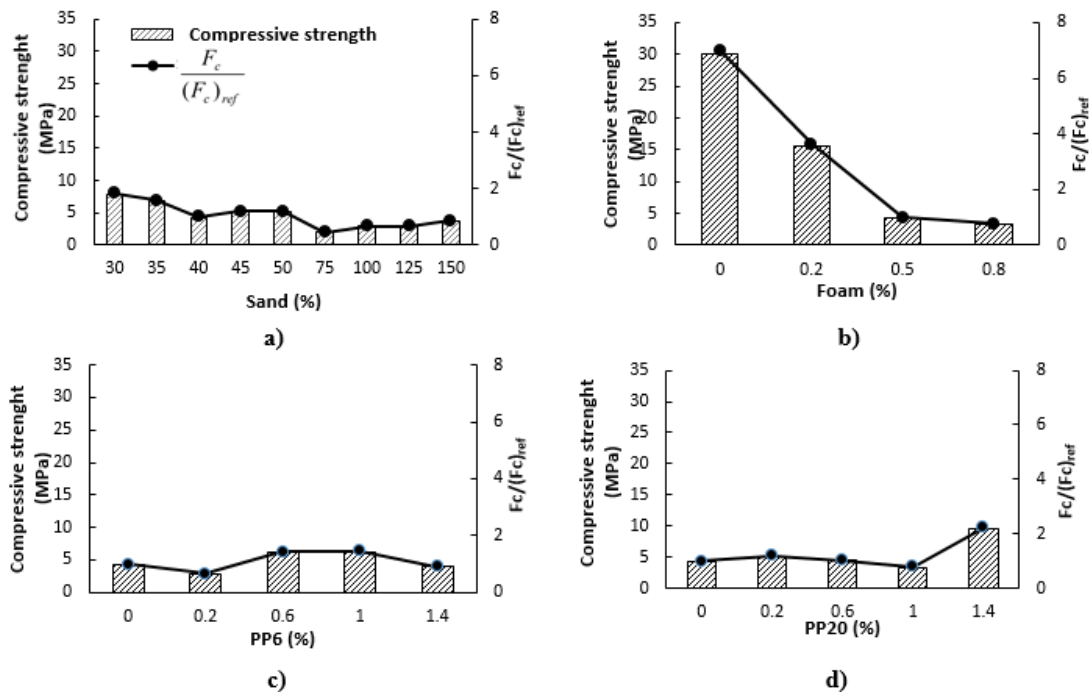 Compressive strenght
(MPa)
35
30
25
20
15
10
5
0
Compressive strength
F_c
(F_c)_ref
8
6
4
2
0
Fc/(Fc)ref
30 35 40 45 50 75 100 125 150
Sand (%)
a)
Compressive strenght
(MPa)
35
30
25
20
15
10
5
0
8
6
4
2
0
Fc/(Fc)ref
0 0.2 0.5 0.8
Foam (%)
b)
Compressive strenght
(MPa)
35
30
25
20
15
10
5
0
8
6
4
2
0
Fc/(Fc)ref
0 0.2 0.6 1 1.4
PP6 (%)
c)
Compressive strenght
(MPa)
35
30
25
20
15
10
5
0
8
6
4
2
0
Fc/(Fc)ref
0 0.2 0.6 1 1.4
PP20 (%)
d)